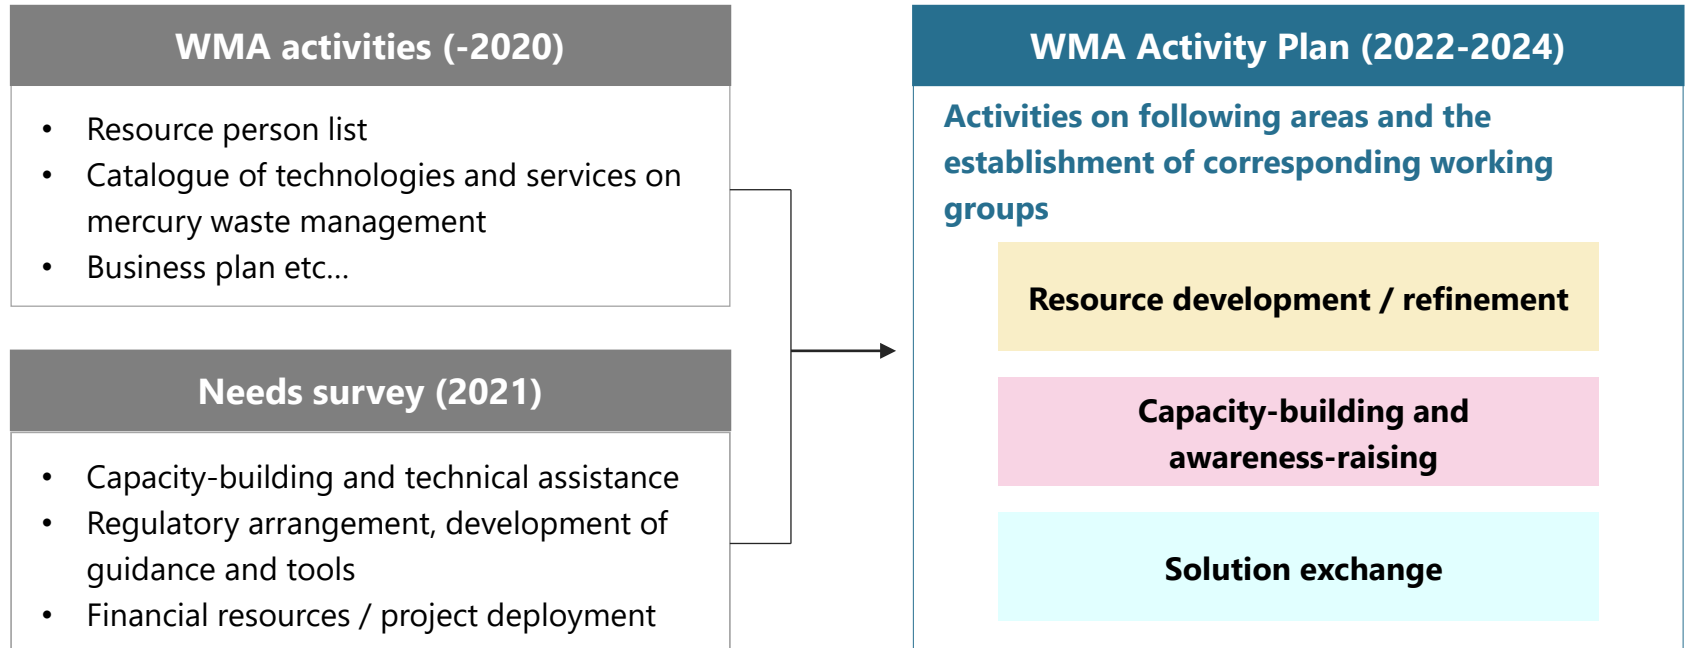 WMA activities (-2020)
• Resource person list
• Catalogue of technologies and services on
mercury waste management
• Business plan etc...
Needs survey (2021)
• Capacity-building and technical assistance
• Regulatory arrangement, development of
guidance and tools
• Financial resources / project deployment
WMA Activity Plan (2022-2024)
Activities on following areas and the
establishment of corresponding working
groups
Resource development / refinement
Capacity-building and
awareness-raising
Solution exchange